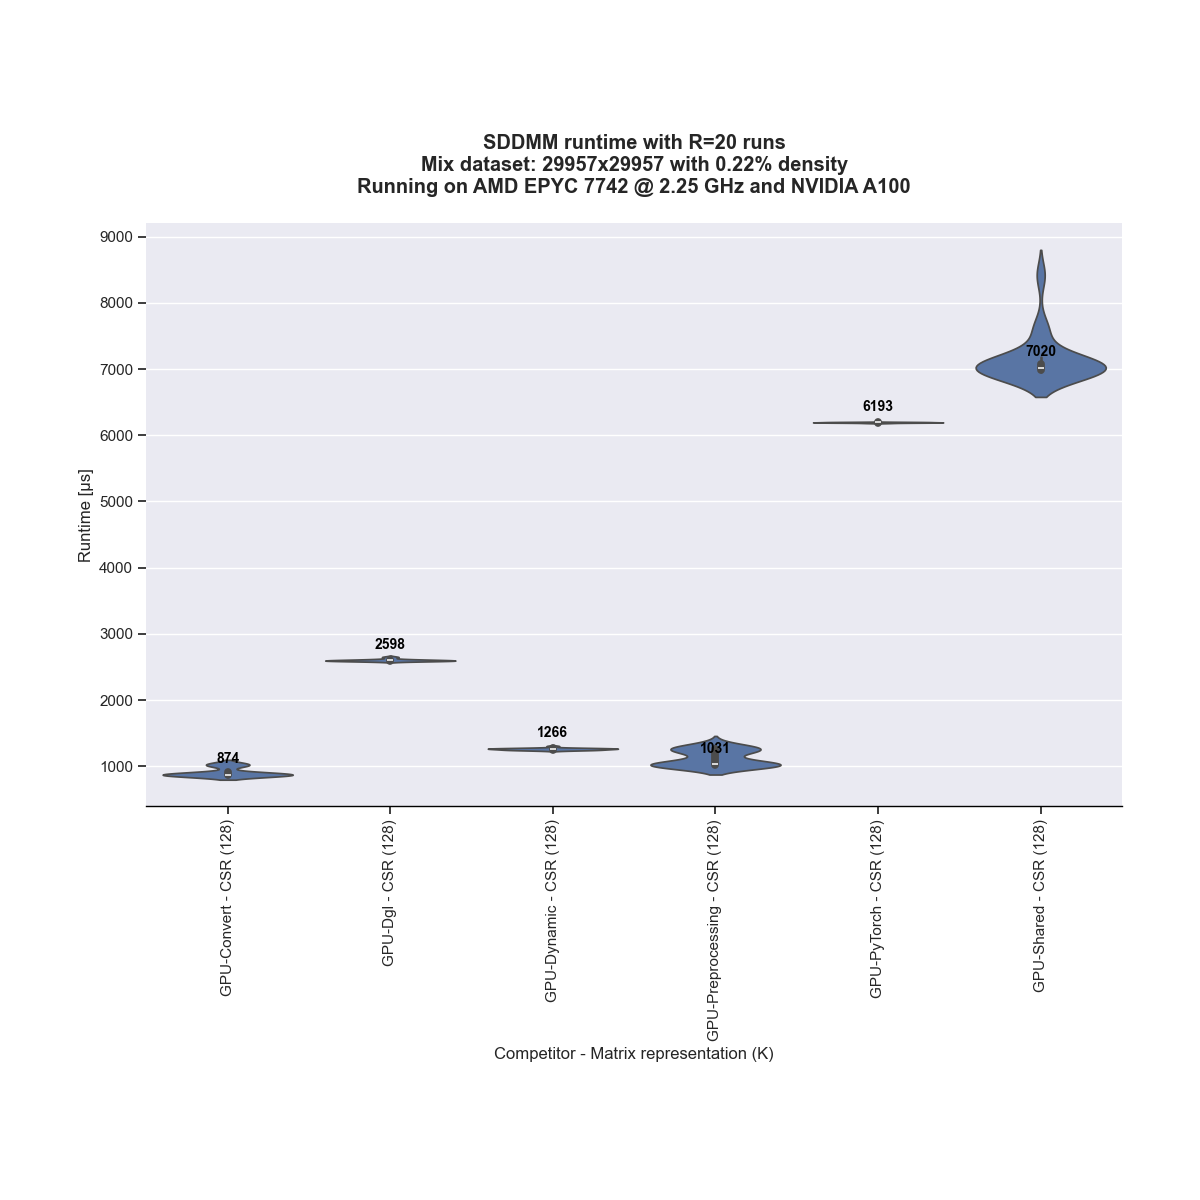 SDDMM runtime with R=20 runs
Mix dataset: 29957x29957 with 0.22% density
Running on AMD EPYC 7742 @ 2.25 GHz and NVIDIA A100
Runtime [μs]
9000
8000
7000
6000
5000
4000
3000
2000
1000
874
2598
1266
1031
6193
7020
GPU-Convert - CSR (128)
GPU-Dgl - CSR (128)
GPU-Dynamic - CSR (128)
GPU-Preprocessing - CSR (128)
GPU-PyTorch - CSR (128)
GPU-Shared - CSR (128)
Competitor - Matrix representation (K)